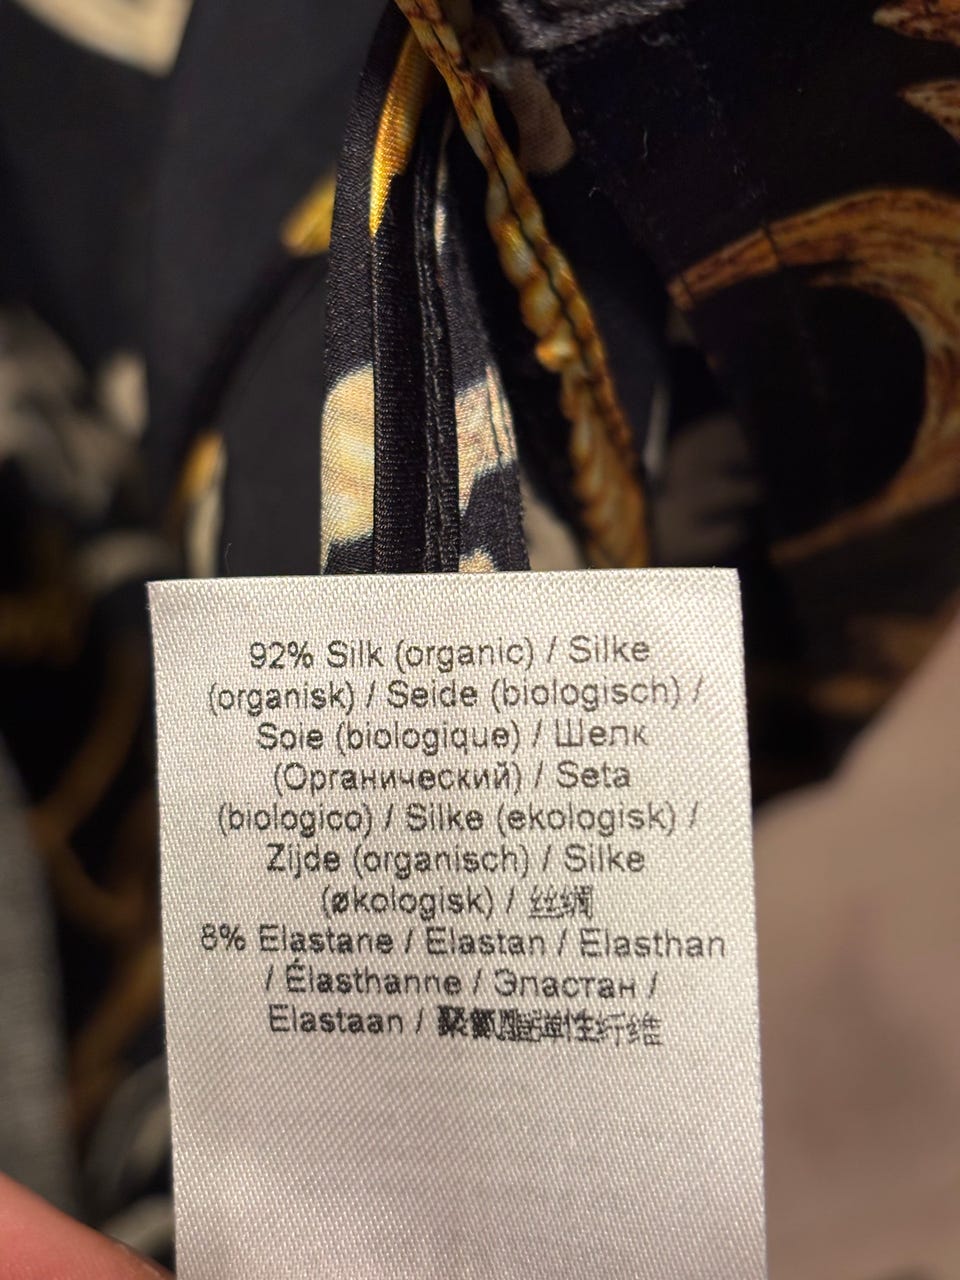 92% Silk (organic) / Silke
(organisk) / Seide (biologisch) /
Soie (biologique) / Шелк
(Органический) / Seta
(biologico) / Silke (ekologisk) /
Zijde (organisch) / Silke
(økologisk) / 丝绸
8% Elastane / Elastan / Elasthan
/ Élasthanne / Эластан /
Elastaan / 聚氨酯弹性纤维